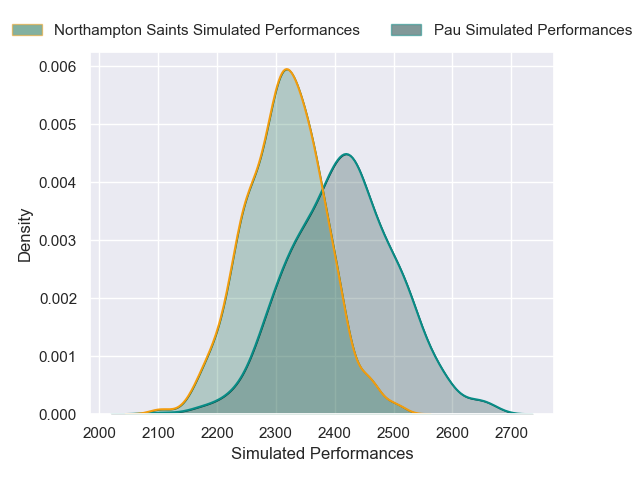 Northampton Saints Simulated Performances
Pau Simulated Performances
0.006
0.005
0.004
0.003
0.002
0.001
0.000
Density
2000 2100 2200 2300 2400 2500 2600 2700
Simulated Performances